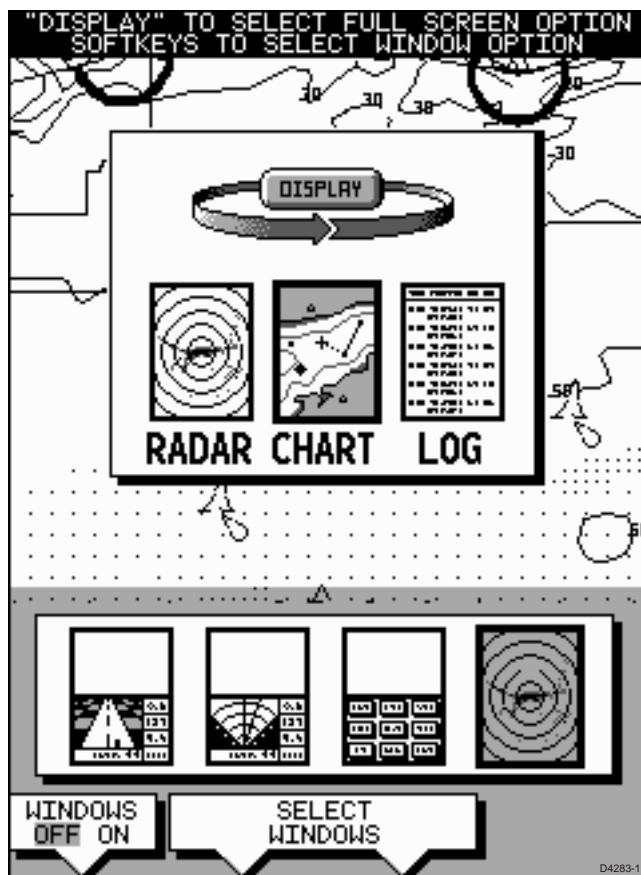 "DISPLAY" TO SELECT FULL SCREEN OPTION
SOFTKEYS TO SELECT WINDOW OPTION
30
30
30
30
DISPLAY
50
RADAR CHART LOG
WINDOWS
OFF ON
SELECT
WINDOWS
D4283-1